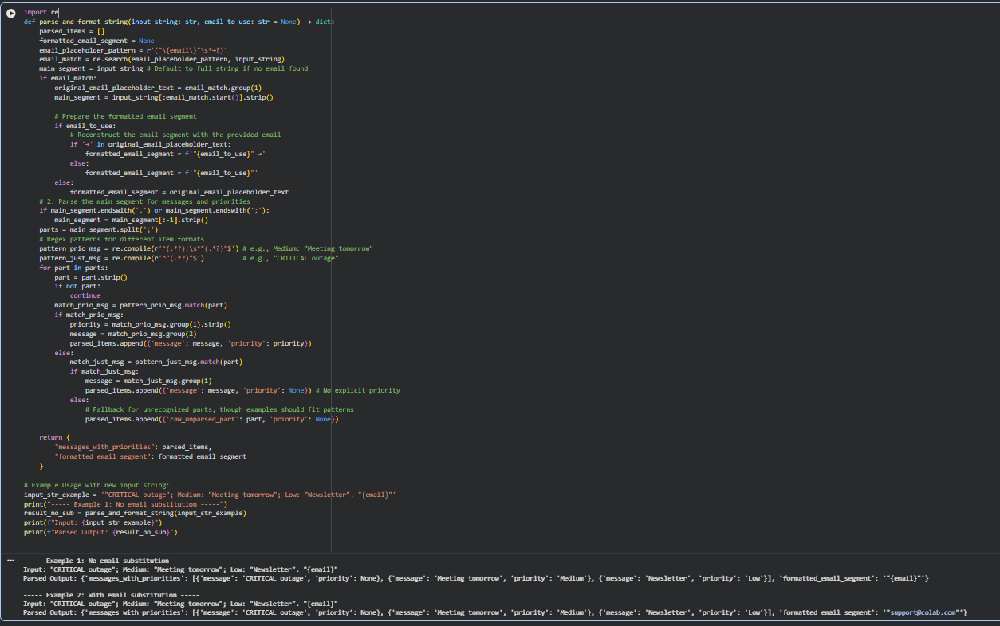 import re
def parse_and_format_string(input_string: str, email_to_use: str = None) -> dict:
    parsed_items = []
    formatted_email_segment = None
    email_placeholder_pattern = r'("\{email\}"\s*→?)'
    email_match = re.search(email_placeholder_pattern, input_string)
    main_segment = input_string # Default to full string if no email found
    if email_match:
        original_email_placeholder_text = email_match.group(1)
        main_segment = input_string[:email_match.start()].strip()

        # Prepare the formatted email segment
        if email_to_use:
            # Reconstruct the email segment with the provided email
            if '→' in original_email_placeholder_text:
                formatted_email_segment = f'"{email_to_use}" →'
            else:
                formatted_email_segment = f'"{email_to_use}"'
        else:
            formatted_email_segment = original_email_placeholder_text
    # 2. Parse the main_segment for messages and priorities
    if main_segment.endswith('.') or main_segment.endswith(';'):
        main_segment = main_segment[:-1].strip()
    parts = main_segment.split(';')
    # Regex patterns for different item formats
    pattern_prio_msg = re.compile(r'^(.*?):\s*"(.*?)"$') # e.g., Medium: "Meeting tomorrow"
    pattern_just_msg = re.compile(r'^"(.*?)"$')          # e.g., "CRITICAL outage"
    for part in parts:
        part = part.strip()
        if not part:
            continue
        match_prio_msg = pattern_prio_msg.match(part)
        if match_prio_msg:
            priority = match_prio_msg.group(1).strip()
            message = match_prio_msg.group(2)
            parsed_items.append({'message': message, 'priority': priority})
        else:
            match_just_msg = pattern_just_msg.match(part)
            if match_just_msg:
                message = match_just_msg.group(1)
                parsed_items.append({'message': message, 'priority': None}) # No explicit priority
            else:
                # Fallback for unrecognized parts, though examples should fit patterns
                parsed_items.append({'raw_unparsed_part': part, 'priority': None})

    return {
        "messages_with_priorities": parsed_items,
        "formatted_email_segment": formatted_email_segment
    }

# Example Usage with new input string:
input_str_example = '"CRITICAL outage"; Medium: "Meeting tomorrow"; Low: "Newsletter". "{email}"'
print("----- Example 1: No email substitution -----")
result_no_sub = parse_and_format_string(input_str_example)
print(f"Input: {input_str_example}")
print(f"Parsed Output: {result_no_sub}")

----- Example 1: No email substitution -----
Input: "CRITICAL outage"; Medium: "Meeting tomorrow"; Low: "Newsletter". "{email}"
Parsed Output: {'messages_with_priorities': [{'message': 'CRITICAL outage', 'priority': None}, {'message': 'Meeting tomorrow', 'priority': 'Medium'}, {'message': 'Newsletter', 'priority': 'Low'}], 'formatted_email_segment': '"{email}"'}

----- Example 2: With email substitution -----
Input: "CRITICAL outage"; Medium: "Meeting tomorrow"; Low: "Newsletter". "{email}"
Parsed Output: {'messages_with_priorities': [{'message': 'CRITICAL outage', 'priority': None}, {'message': 'Meeting tomorrow', 'priority': 'Medium'}, {'message': 'Newsletter', 'priority': 'Low'}], 'formatted_email_segment': '"support@colab.com"'}